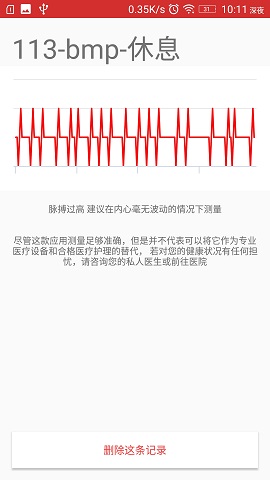 0.35K/s 31 10:11 深夜
113-bmp-休息
脉搏过高 建议在内心毫无波动的情况下测量
尽管这款应用测量足够准确，但是并不代表可以将它作为专业
医疗设备和合格医疗护理的替代， 若对您的健康状况有任何担
忧，请咨询您的私人医生或前往医院
删除这条记录